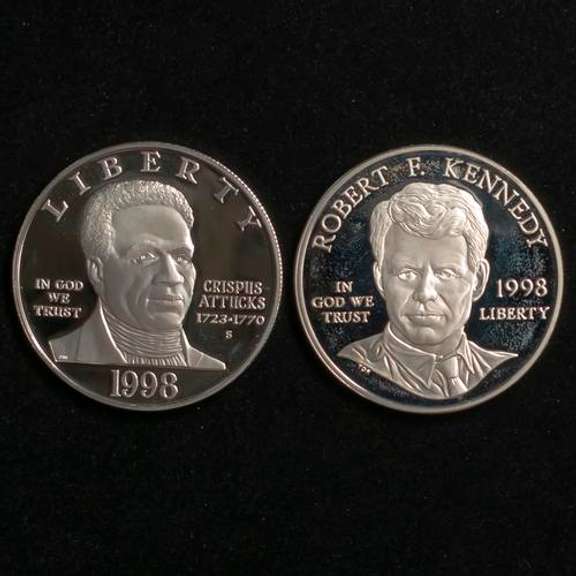 LIBERTY
IN GOD
WE
TRUST
CRISPUS
ATTUCKS
1723-1770
S
1998
ROBERT F. KENNEDY
IN
GOD WE
TRUST
1998
LIBERTY